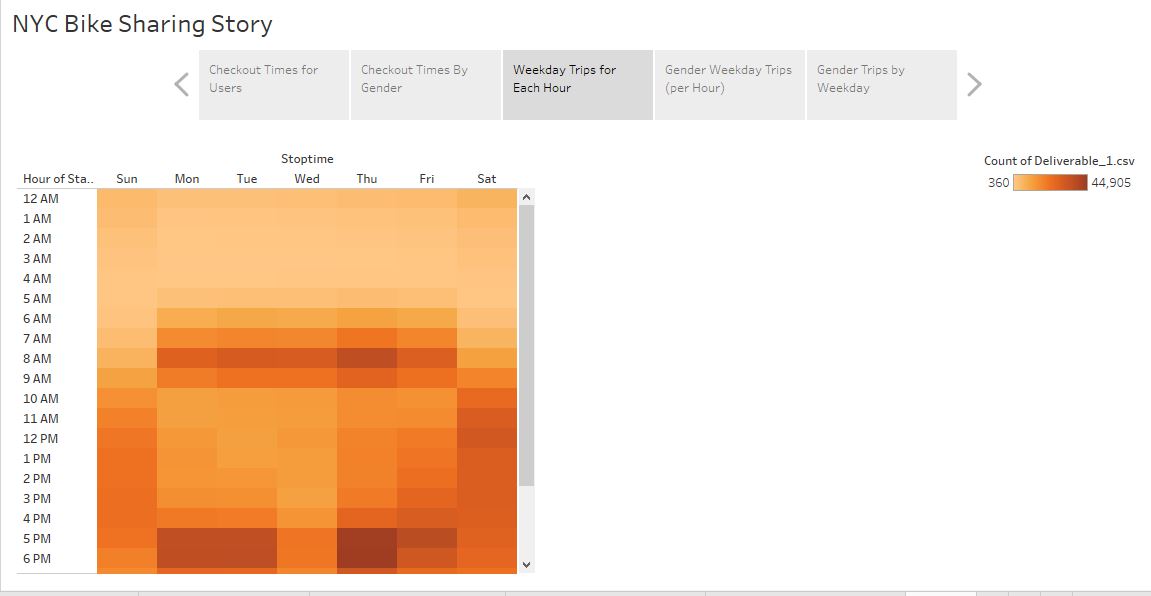 NYC Bike Sharing Story
Checkout Times for
Users
Checkout Times By
Gender
Weekday Trips for
Each Hour
Gender Weekday Trips
(per Hour)
Gender Trips by
Weekday
Stoptime
Hour of Sta.. Sun Mon Tue Wed Thu Fri Sat
12 AM
1 AM
2 AM
3 AM
4 AM
5 AM
6 AM
7 AM
8 AM
9 AM
10 AM
11 AM
12 PM
1 PM
2 PM
3 PM
4 PM
5 PM
6 PM
Count of Deliverable_1.csv
360 44,905